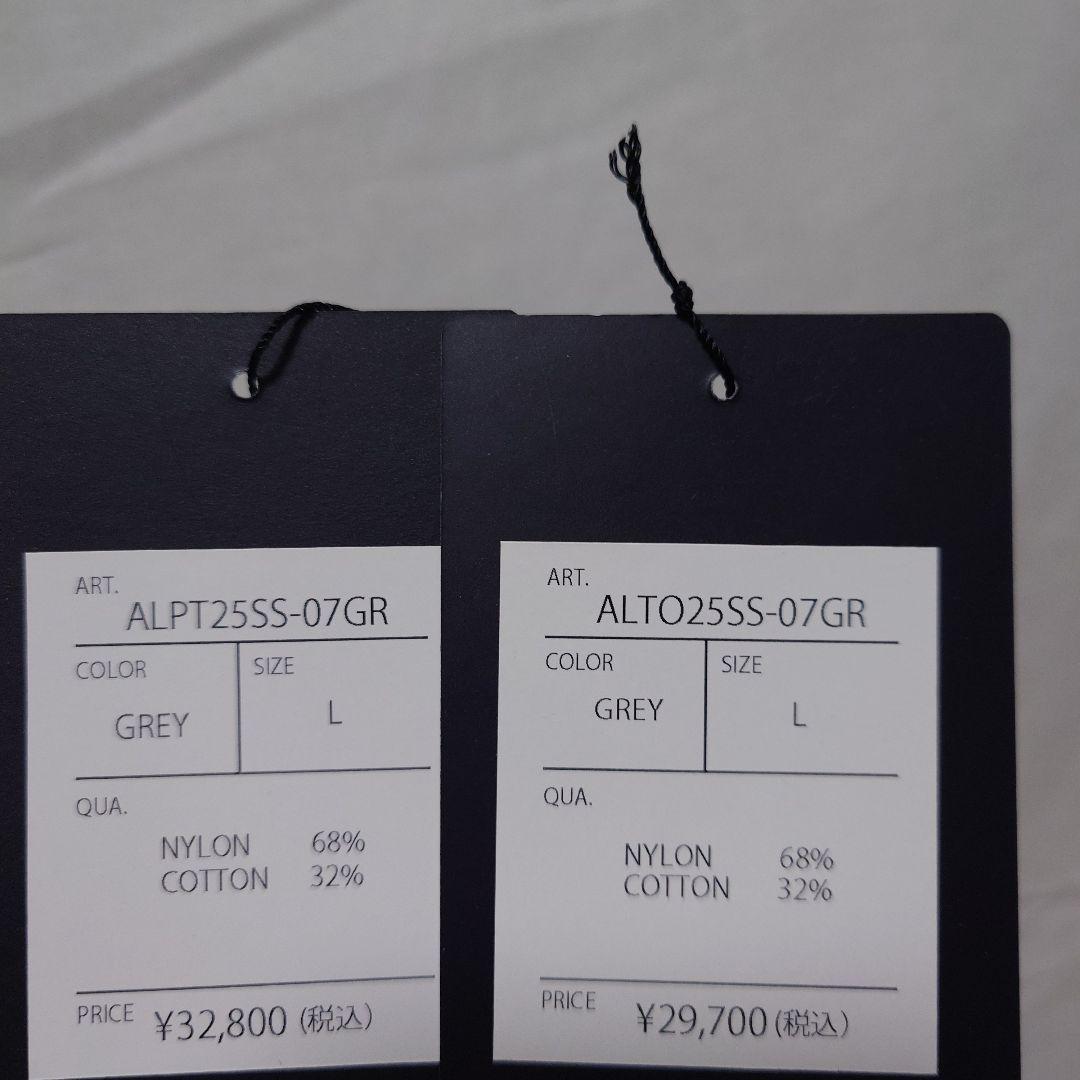 ART.
ALPT25SS-07GR
COLOR
SIZE
GREY
L
QUA.
NYLON 68%
COTTON 32%
PRICE ¥32,800 (税込)
ART.
ALTO25SS-07GR
COLOR
SIZE
GREY
L
QUA.
NYLON 68%
COTTON 32%
PRICE ¥29,700 (税込)